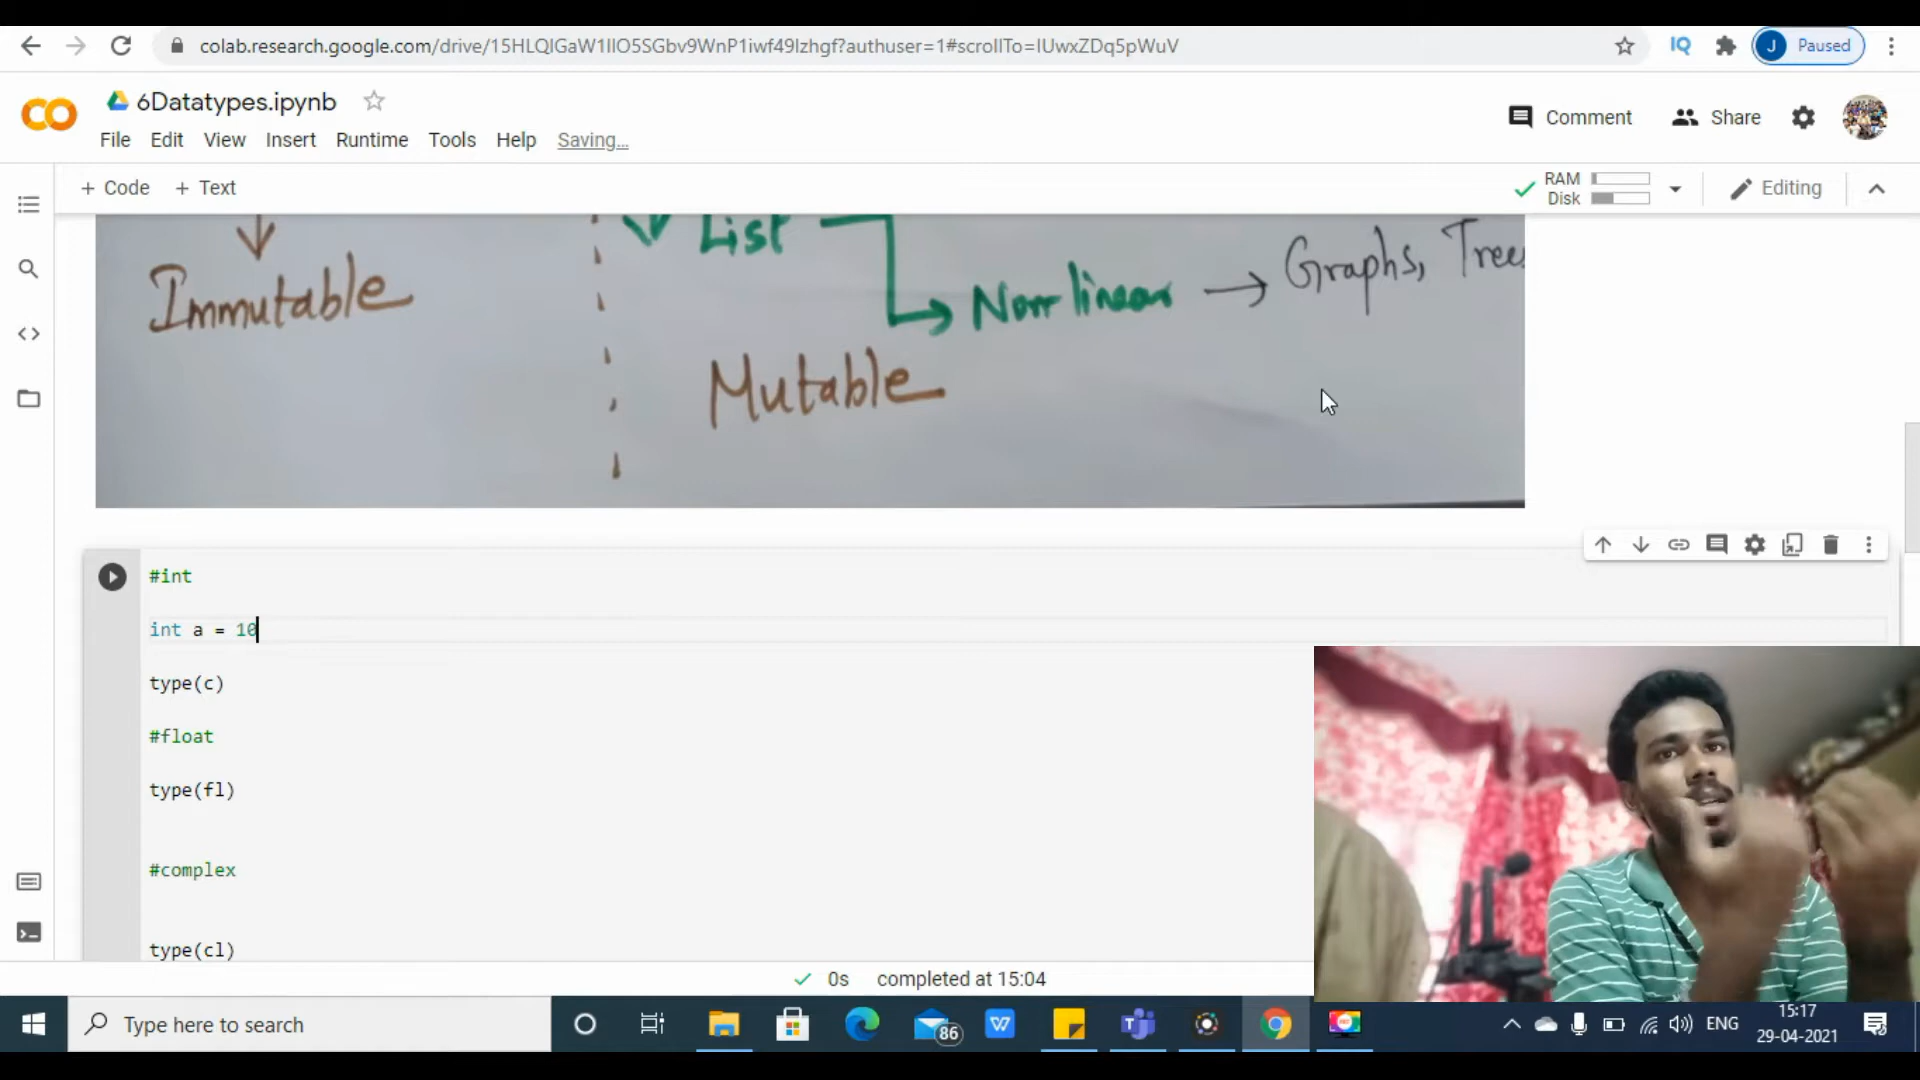 colab.research.google.com/drive/15HLQlGaW1IlO5SGbv9WnP1iwf49Izhgf?authuser=1#scrollTo=IUwxZDq5pWuV
IQ
J Paused
CO
6Datatypes.ipynb
File Edit View Insert Runtime Tools Help Saving...
Comment Share
+ Code + Text
RAM
Disk
Editing
List
Immutable
Non linear → Graphs, Trees
Mutable
#int
int a = 10
type(c)
#float
type(fl)
#complex
type(cl)
0s completed at 15:04
Type here to search
86
W
ENG
15:17
29-04-2021